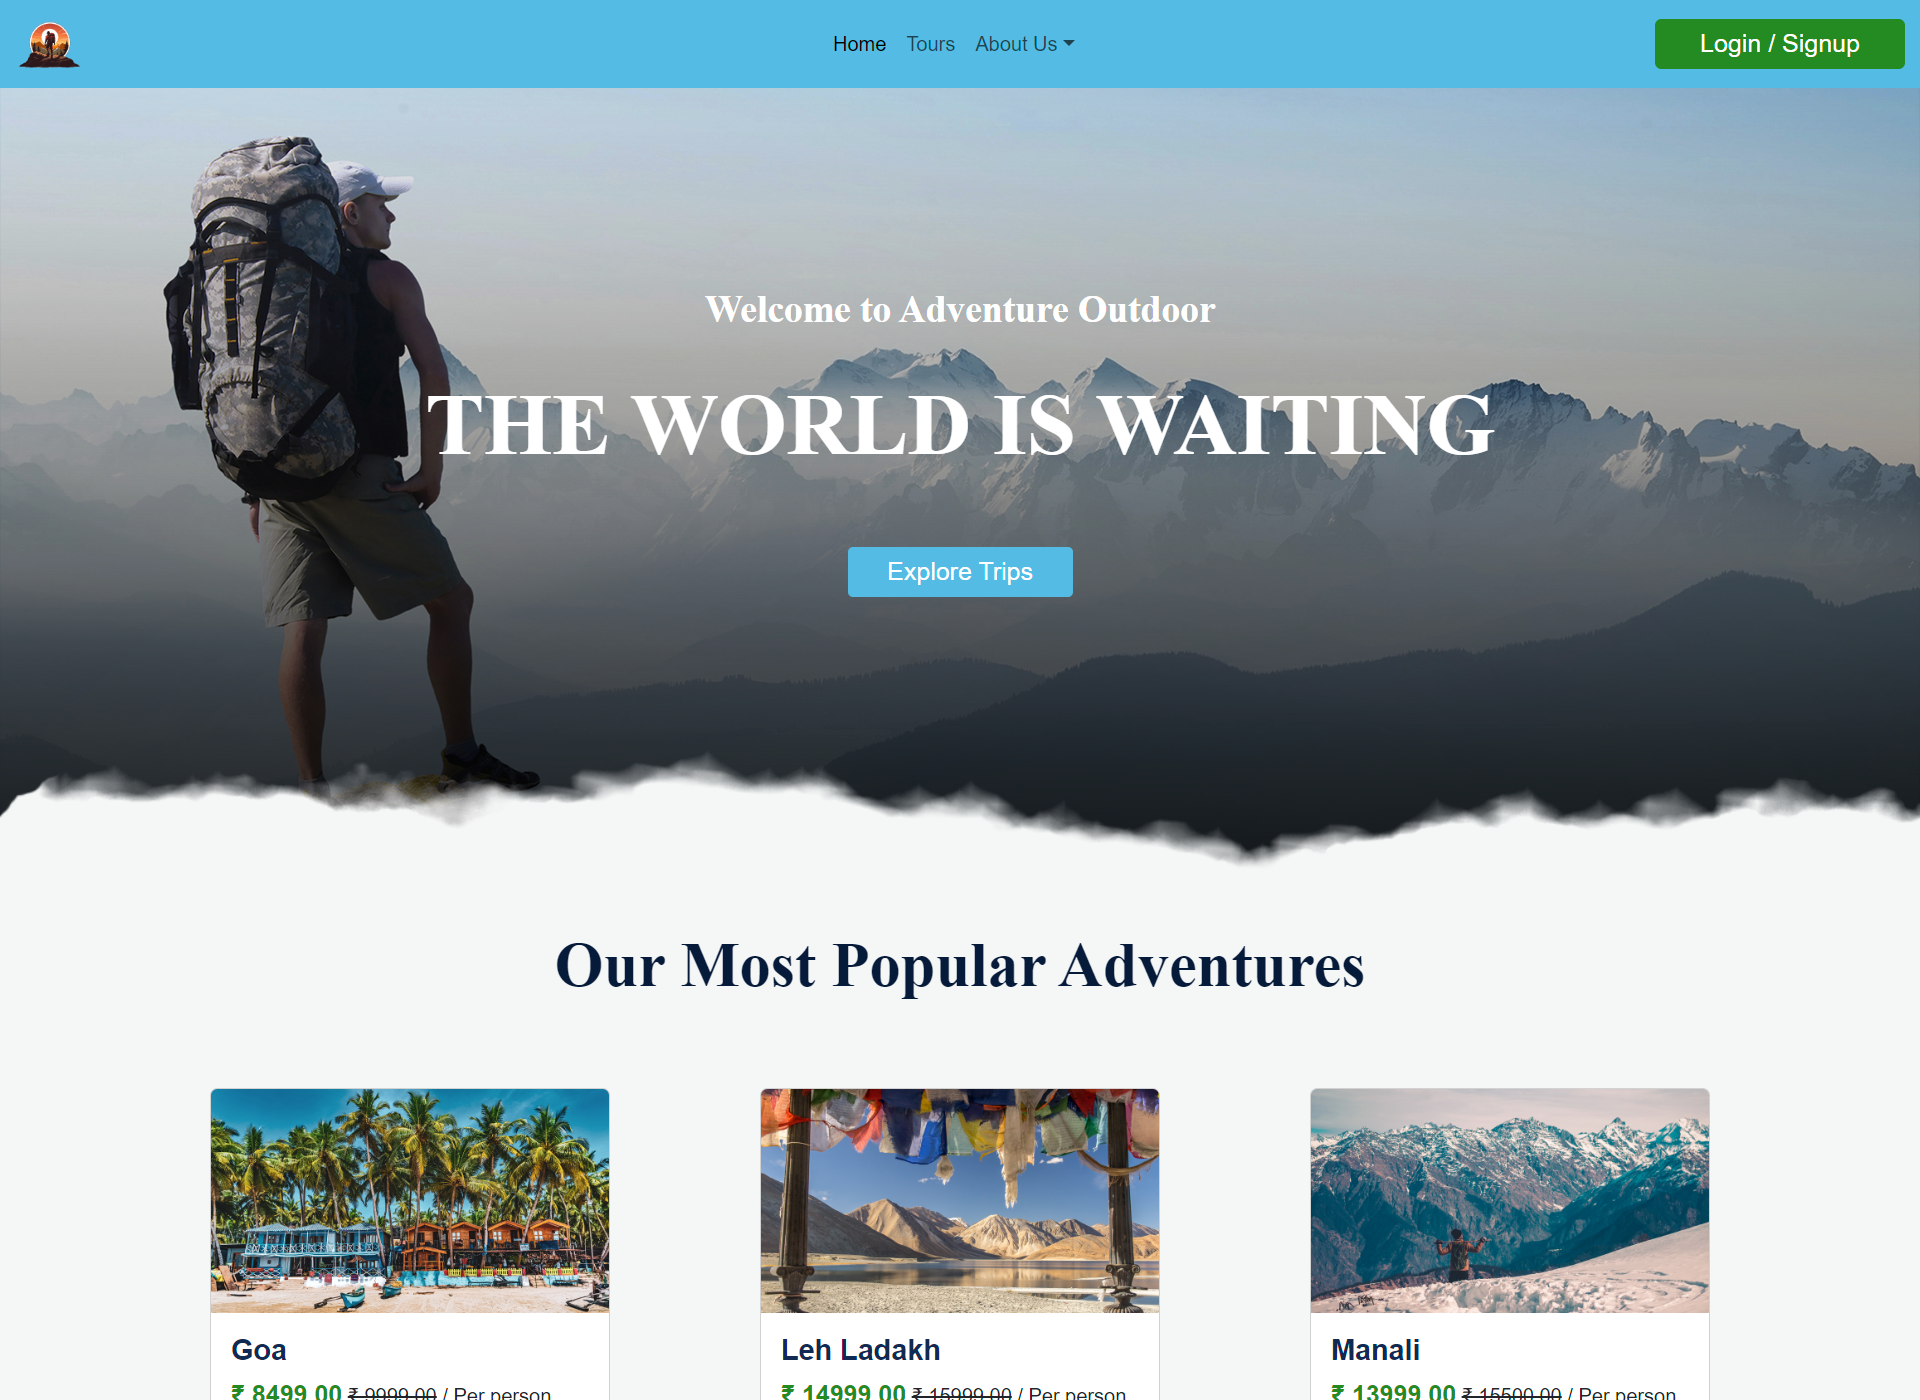 Home Tours About Us
Login / Signup
Welcome to Adventure Outdoor
THE WORLD IS WAITING
Explore Trips
Our Most Popular Adventures
Goa
₹ 8499.00 ₹ 9999.00 / Per person
Leh Ladakh
₹ 14999.00 ₹ 15999.00 / Per person
Manali
₹ 13999.00 ₹ 15500.00 / Per person